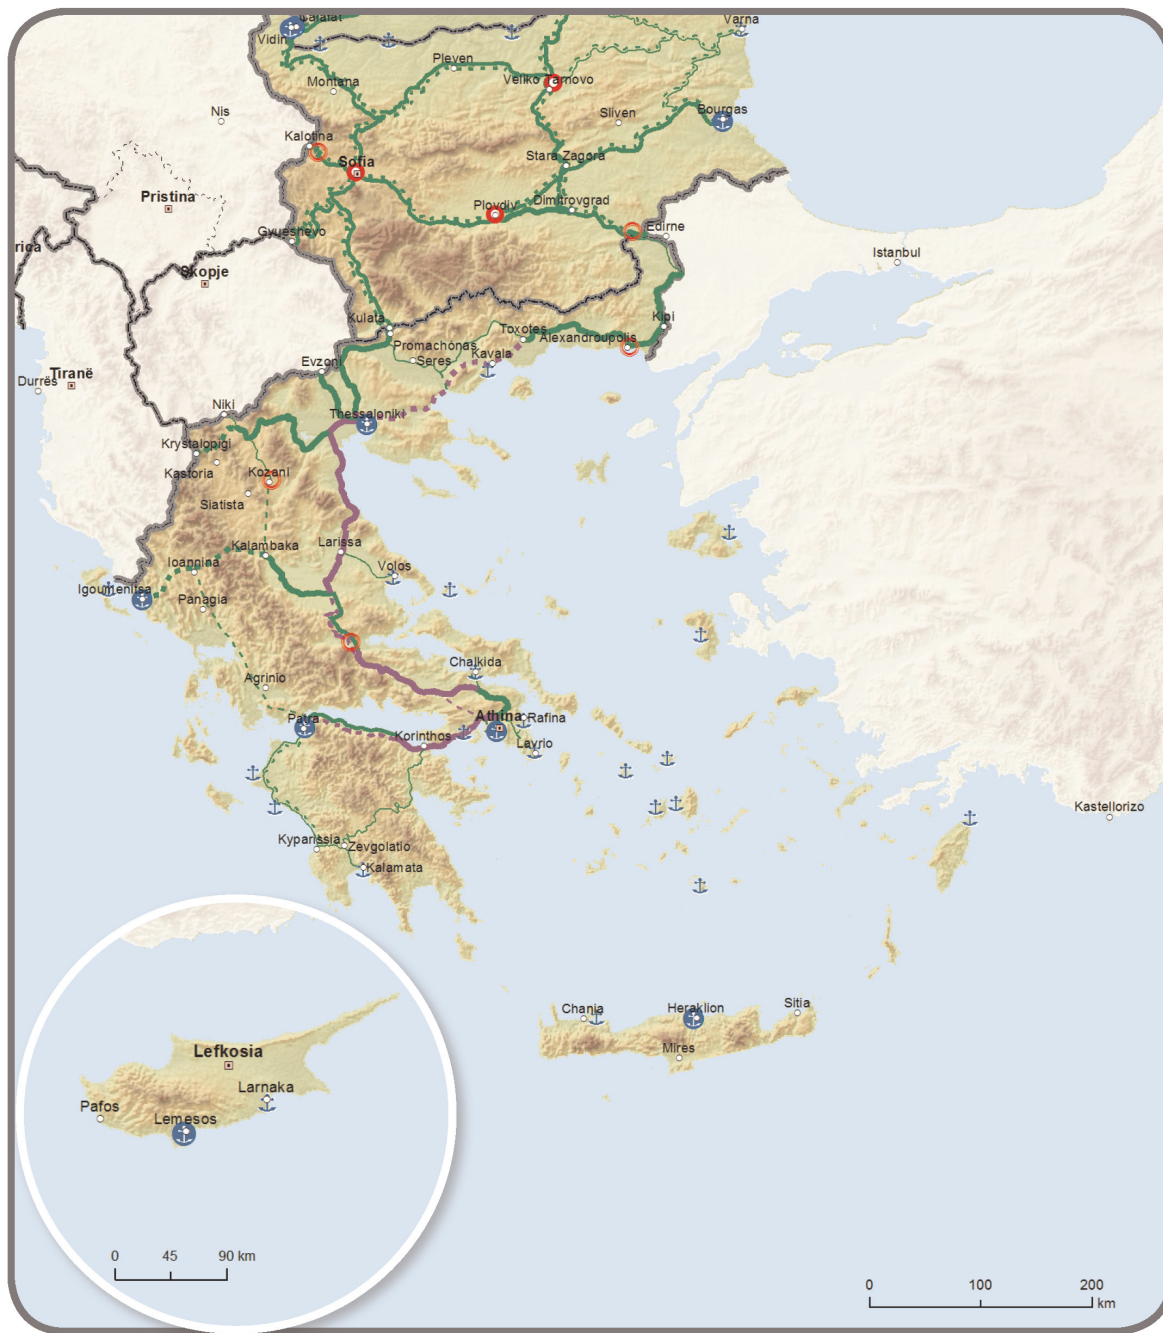 Calafat
Varna
Vidin
Pleven
Montana
Veliko Tarnovo
Nis
Sliven
Bourgas
Kalotina
Sofia
Stara Zagora
Pristina
Plovdiv
Dimitrovgrad
Gyueshevo
Edirne
rica
Istanbul
Skopje
Kulata
Toxotes
Kipi
Alexandroupolis
Promachonas
Seres
Kavala
Evzoni
Durrës
Tiranë
Niki
Thessaloniki
Krystalopigi
Kastoria
Kozani
Siatista
Kalambaka
Larissa
Ioannina
Volos
Igoumenitsa
Panagia
Chalkida
Agrinio
Patra
Athina
Rafina
Korinthos
Lavrio
Kastellorizo
Kyparissia
Zevgolatio
Kalamata
Chania
Heraklion
Sitia
Mires
Lefkosia
Larnaka
Pafos
Lemesos
0 45 90 km
0 100 200
km